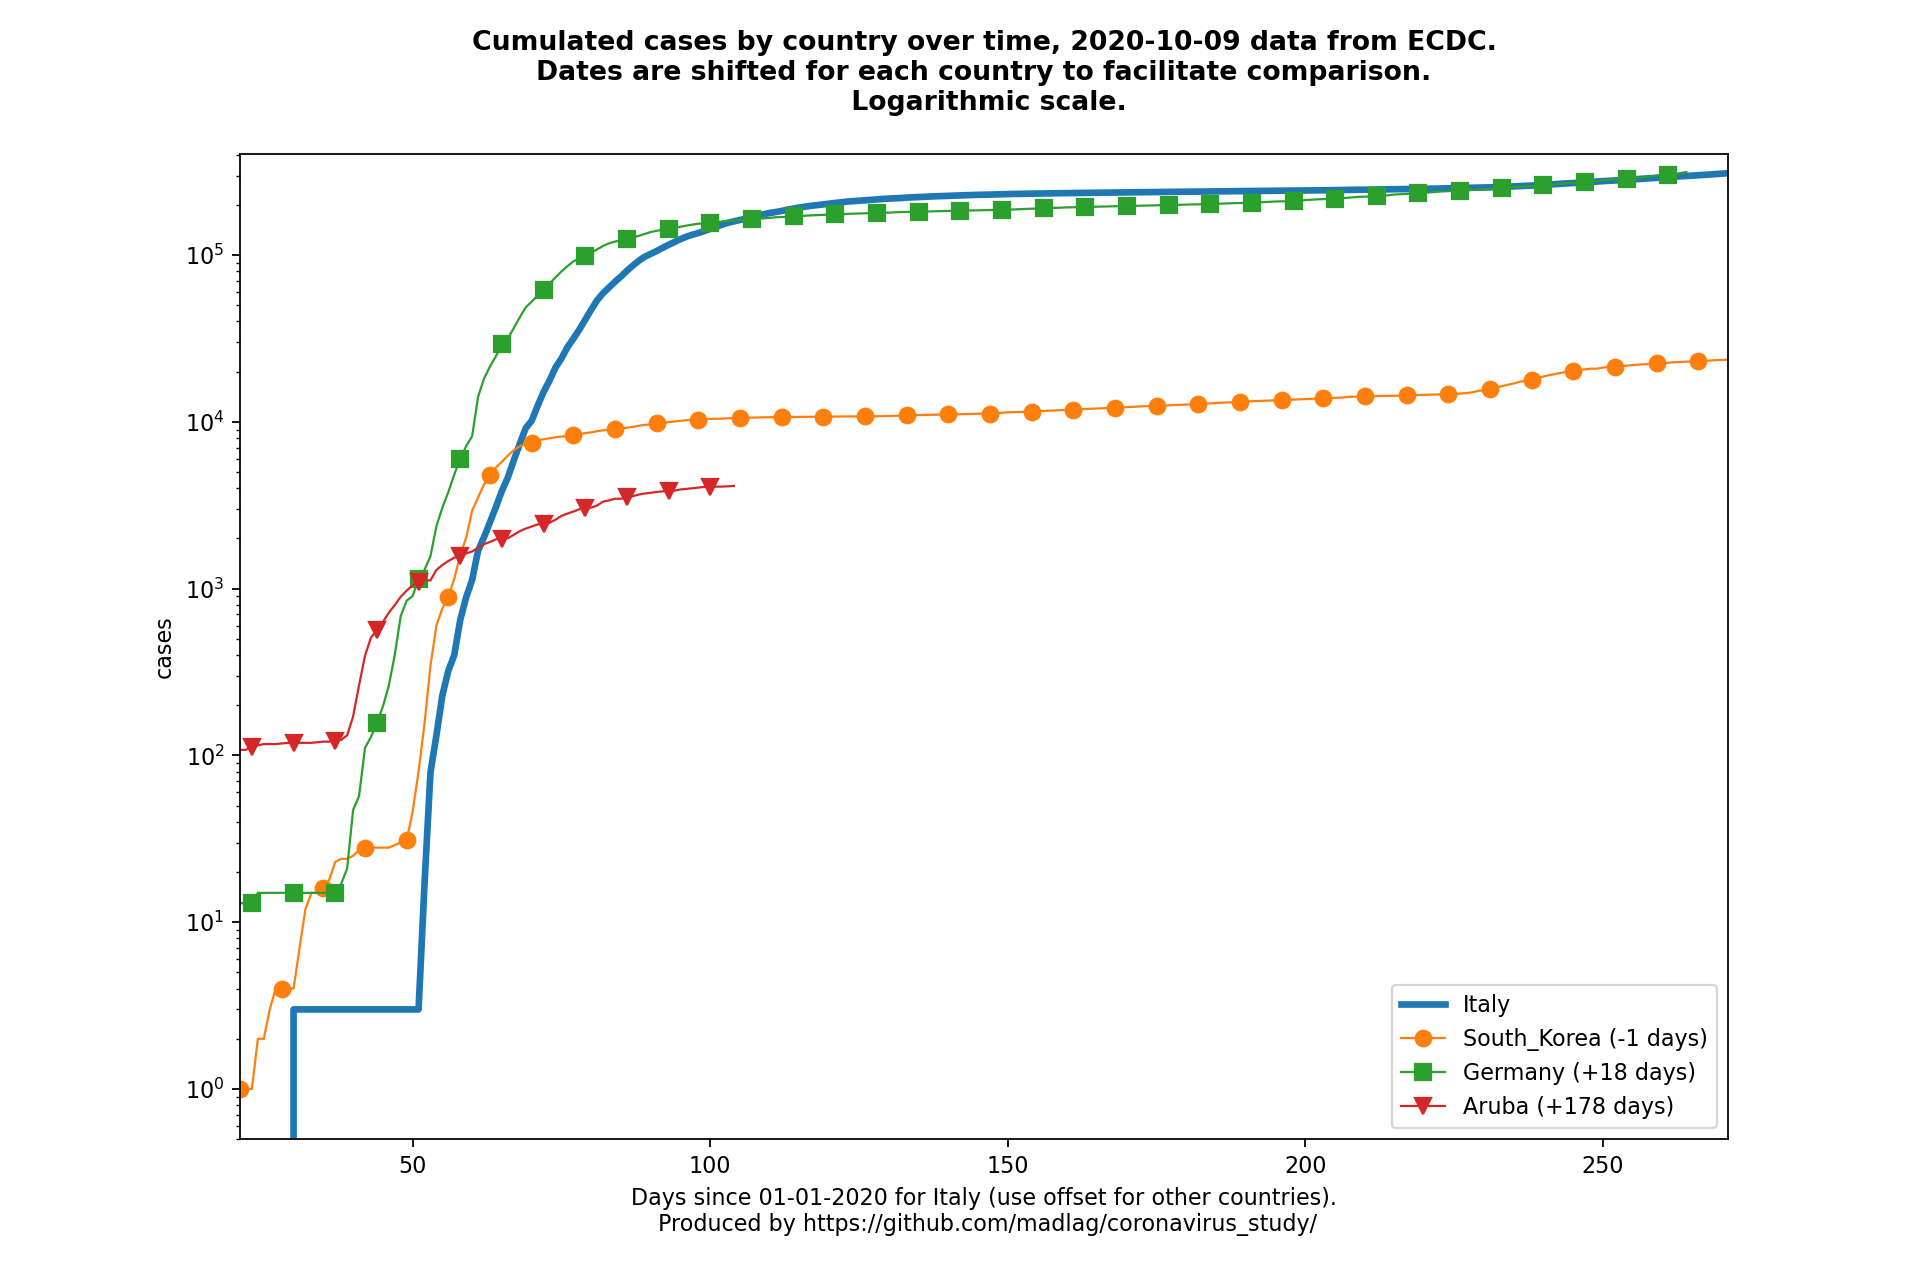 Cumulated cases by country over time, 2020-10-09 data from ECDC.
Dates are shifted for each country to facilitate comparison.
Logarithmic scale.
10^5
10^4
10^3
10^2
10^1
10^0
cases
Italy
South_Korea (-1 days)
Germany (+18 days)
Aruba (+178 days)
50 100 150 200 250
Days since 01-01-2020 for Italy (use offset for other countries).
Produced by https://github.com/madlag/coronavirus_study/